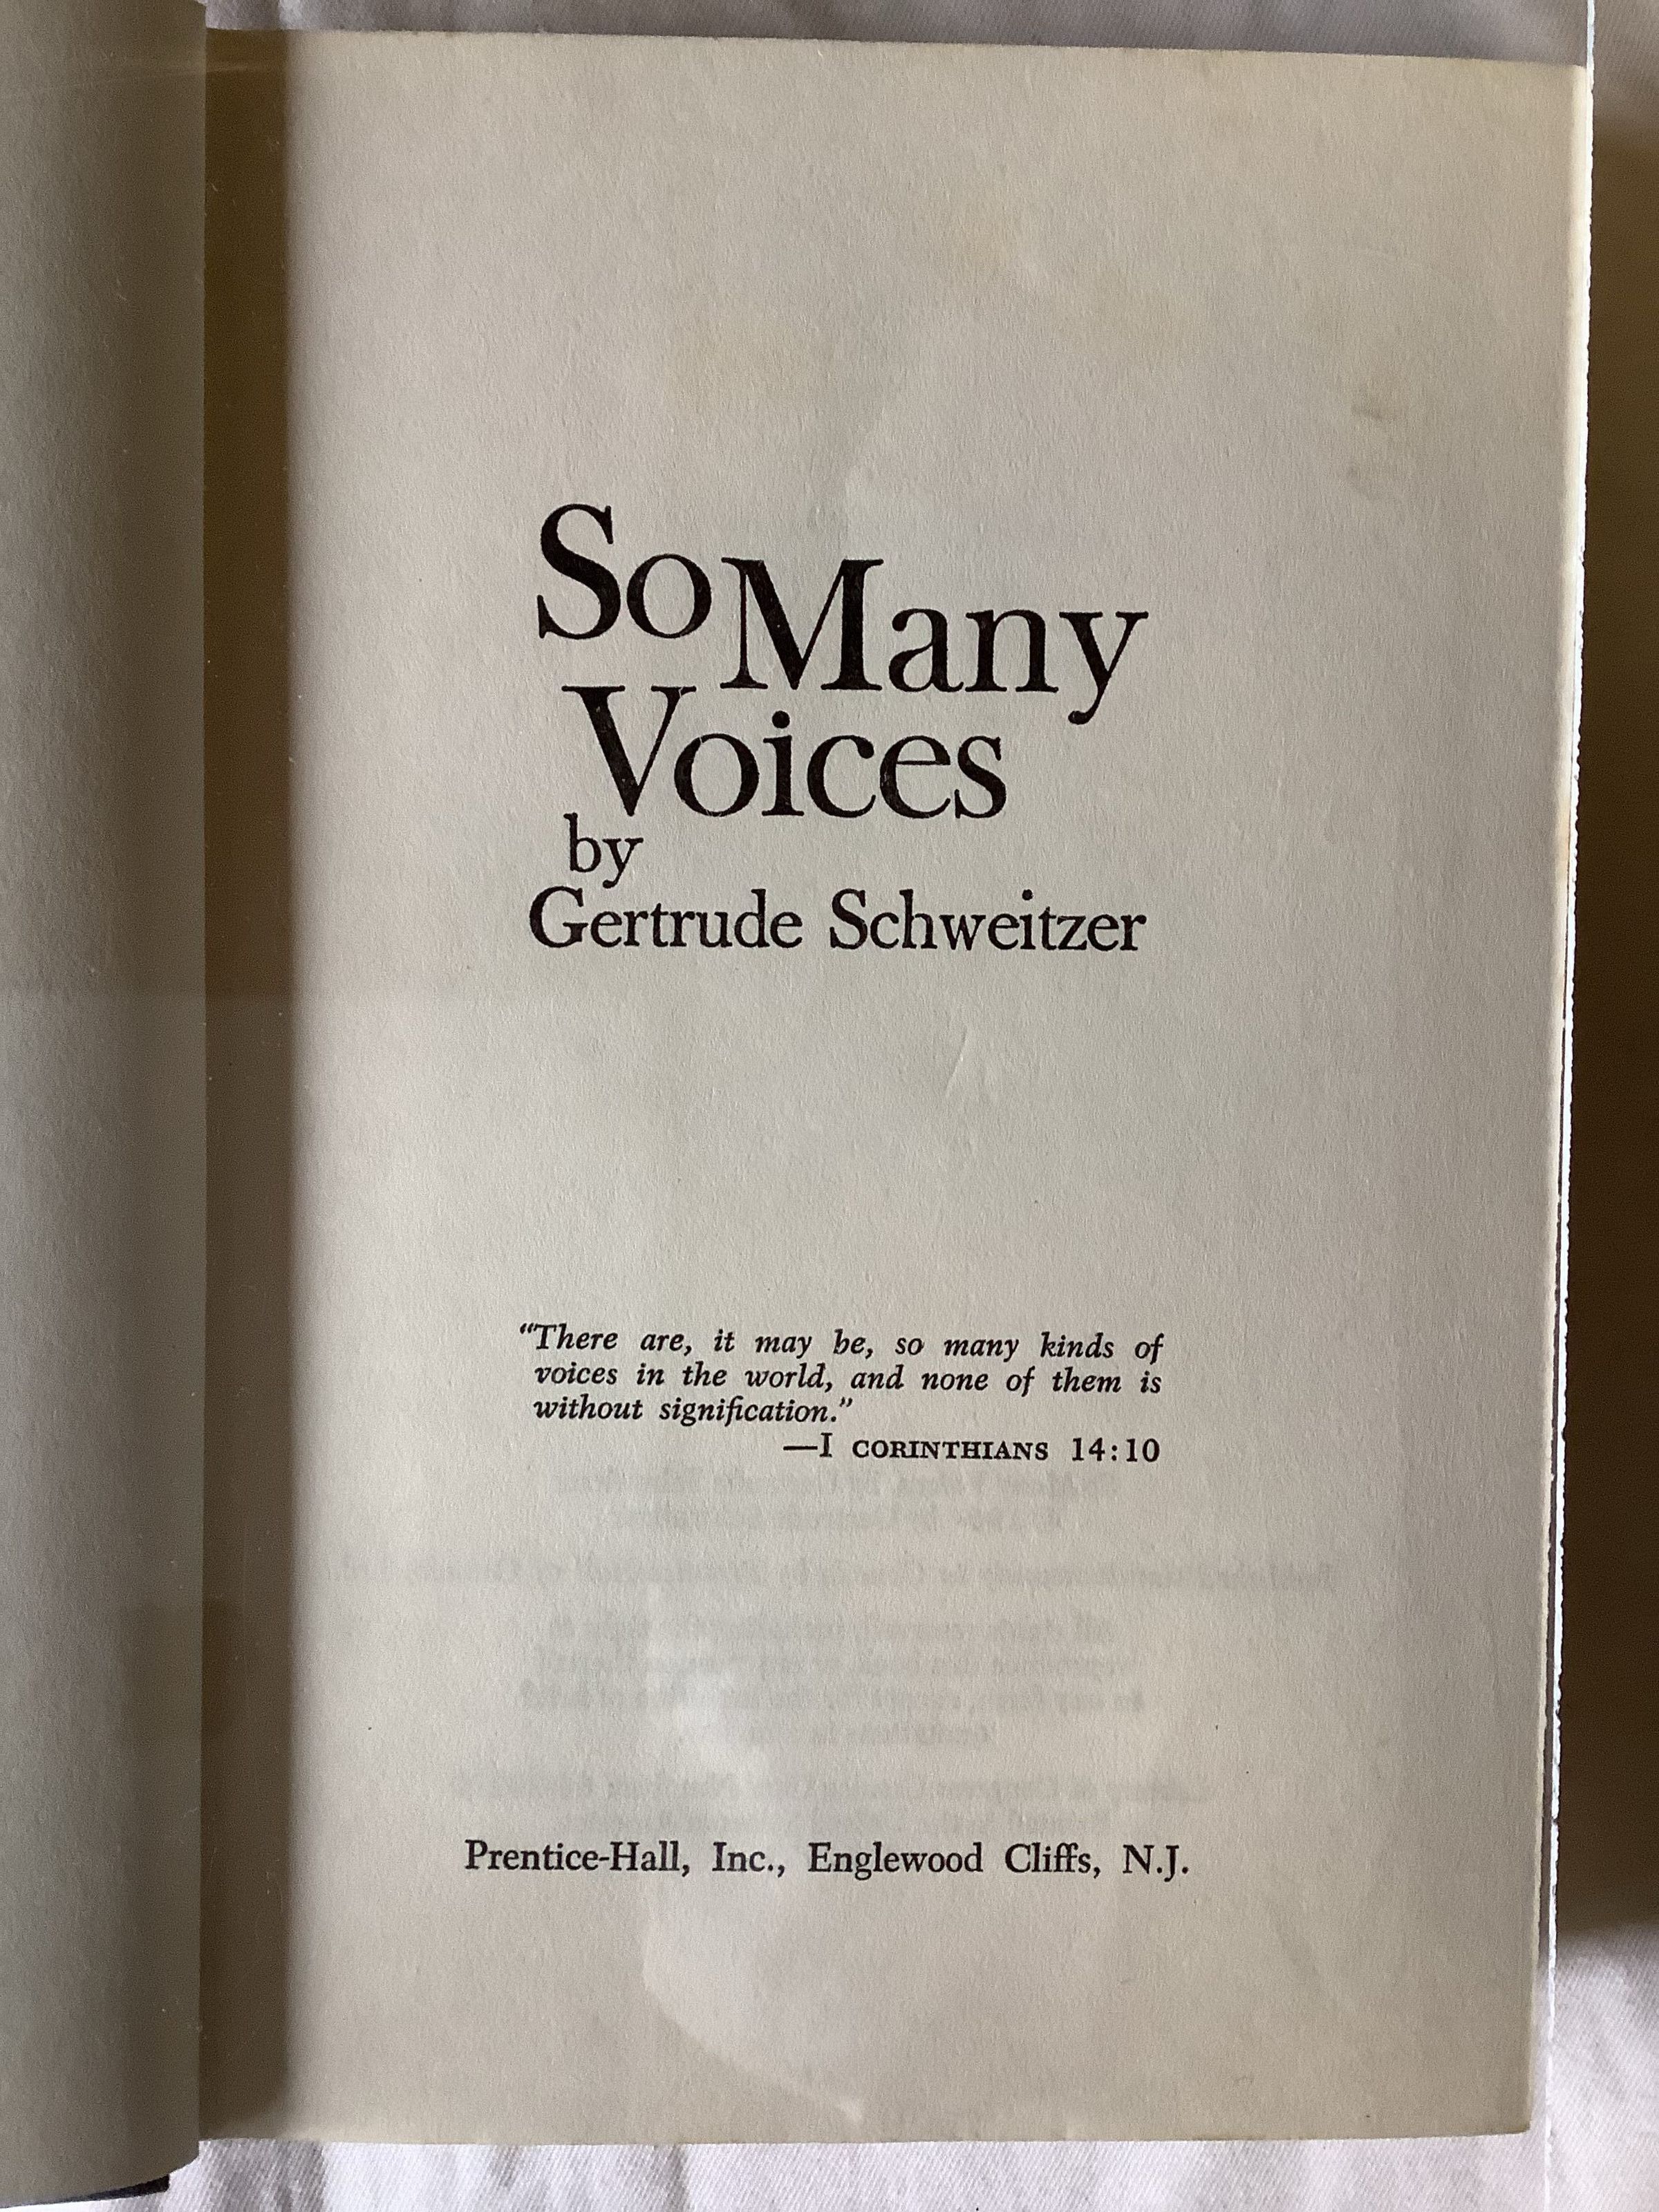 So Many
Voices
by
Gertrude Schweitzer
“There are, it may be, so many kinds of
voices in the world, and none of them is
without signification.”
—I CORINTHIANS 14:10
Prentice-Hall, Inc., Englewood Cliffs, N.J.